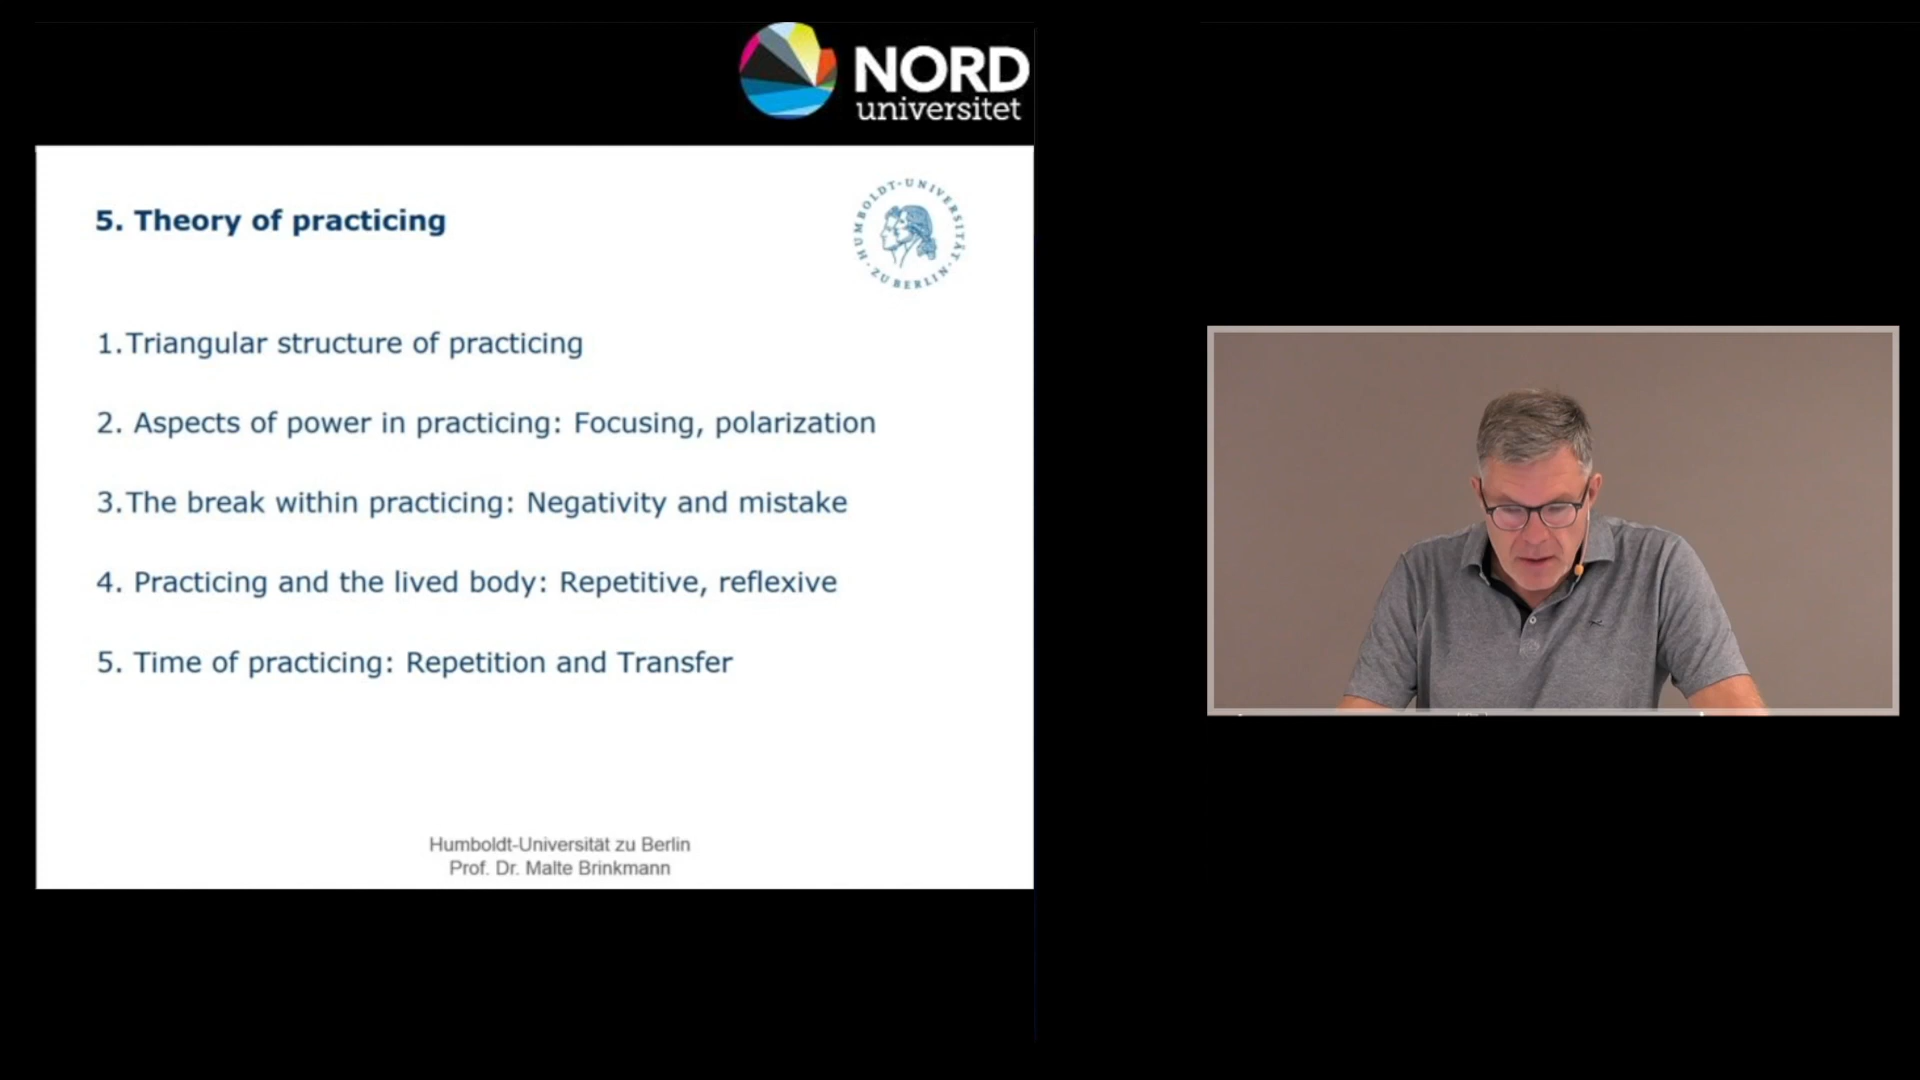 NORD
universitet
5. Theory of practicing
HUMBOLDT-UNIVERSITÄT · ZU BERLIN ·
1.Triangular structure of practicing
2. Aspects of power in practicing: Focusing, polarization
3.The break within practicing: Negativity and mistake
4. Practicing and the lived body: Repetitive, reflexive
5. Time of practicing: Repetition and Transfer
Humboldt-Universität zu Berlin
Prof. Dr. Malte Brinkmann